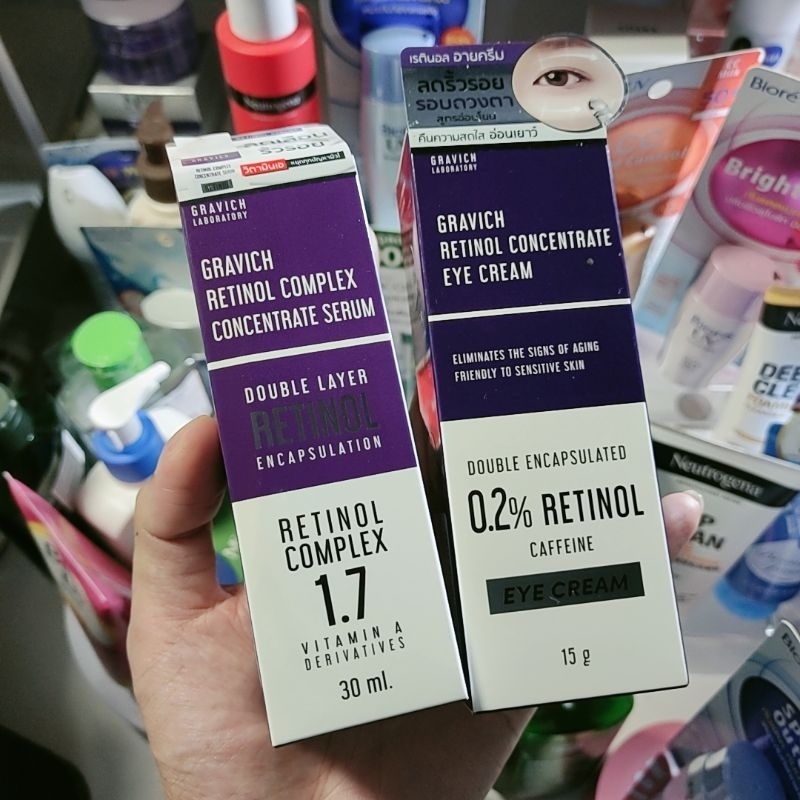 GRAVICH
RETINOL COMPLEX
CONCENTRATE SERUM
วิตามินเอ
GRAVICH
LABORATORY
GRAVICH
RETINOL COMPLEX
CONCENTRATE SERUM
DOUBLE LAYER
RETINOL
ENCAPSULATION
RETINOL
COMPLEX
1.7
VITAMIN A
DERIVATIVES
30 ml.
เรตินอล อายครีม
ลดริ้วรอย
รอบดวงตา
สูตรอ่อนโยน
คืนความสดใส อ่อนเยาว์
GRAVICH
LABORATORY
GRAVICH
RETINOL CONCENTRATE
EYE CREAM
ELIMINATES THE SIGNS OF AGING
FRIENDLY TO SENSITIVE SKIN
DOUBLE ENCAPSULATED
0.2% RETINOL
CAFFEINE
EYE CREAM
15 g
Neutrogena
Bioré
Neutrogena